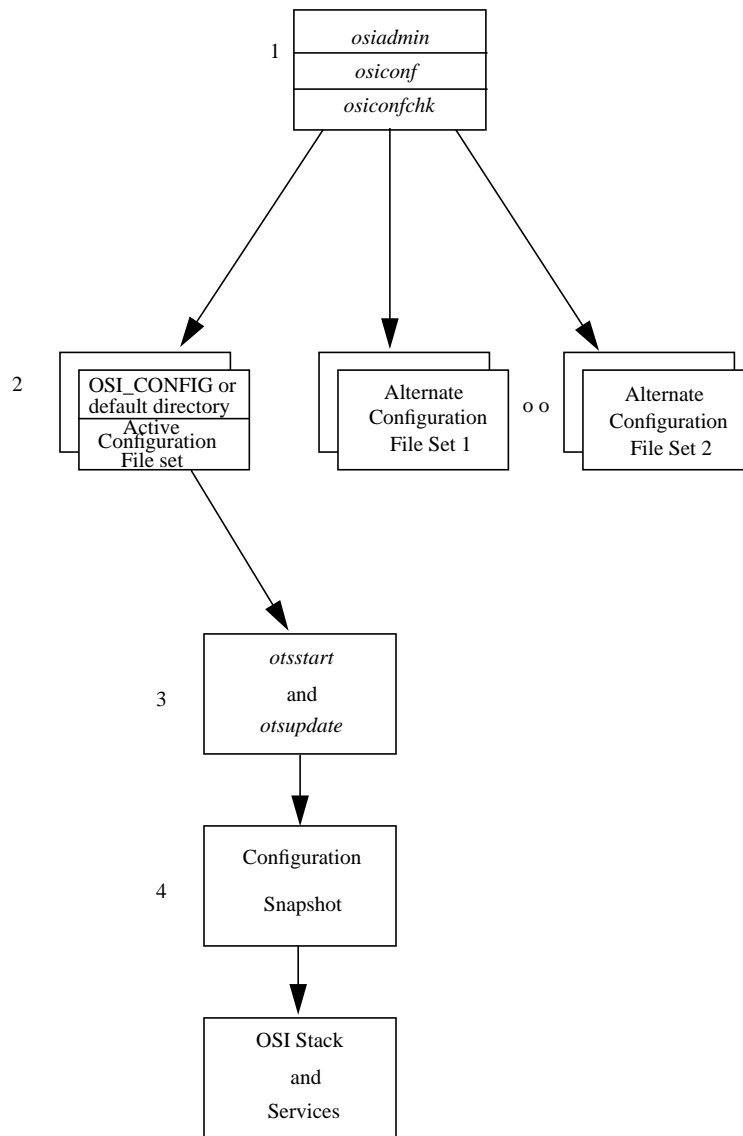 1
osiadmin
osiconf
osiconfchk
2
OSI_CONFIG or
default directory
Active
Configuration
File set
Alternate
Configuration
File Set 1
o o
Alternate
Configuration
File Set 2
3
otsstart
and
otsupdate
4
Configuration
Snapshot
OSI Stack
and
Services